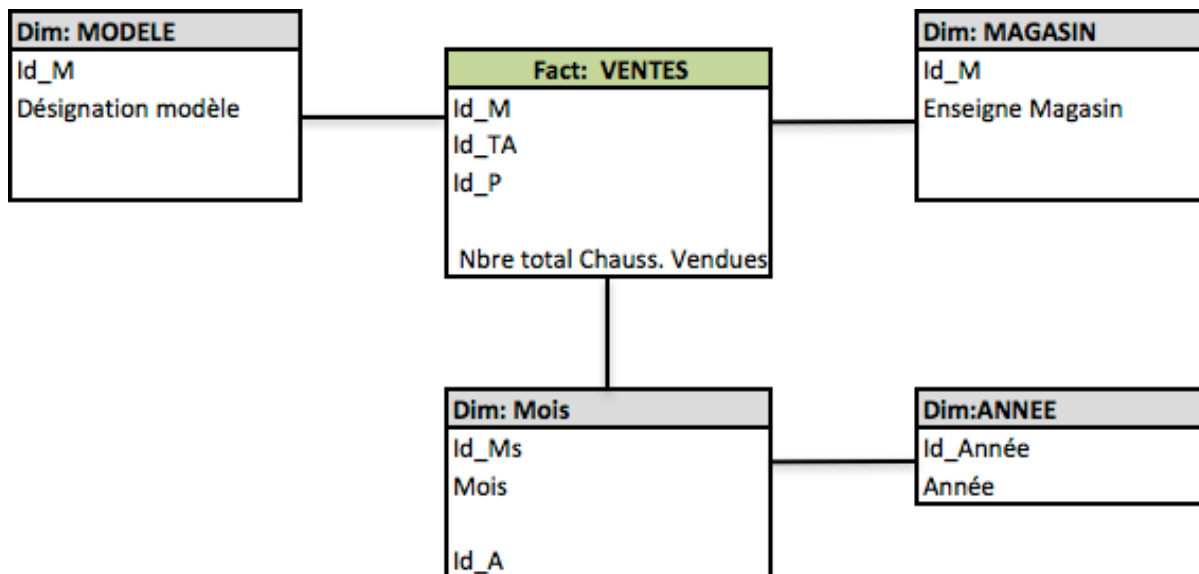 Dim: MODELE
Id_M
Désignation modèle
Fact: VENTES
Id_M
Id_TA
Id_P
Nbre total Chauss. Vendues
Dim: MAGASIN
Id_M
Enseigne Magasin
Dim: Mois
Id_Ms
Mois
Id_A
Dim:ANNEE
Id_Année
Année